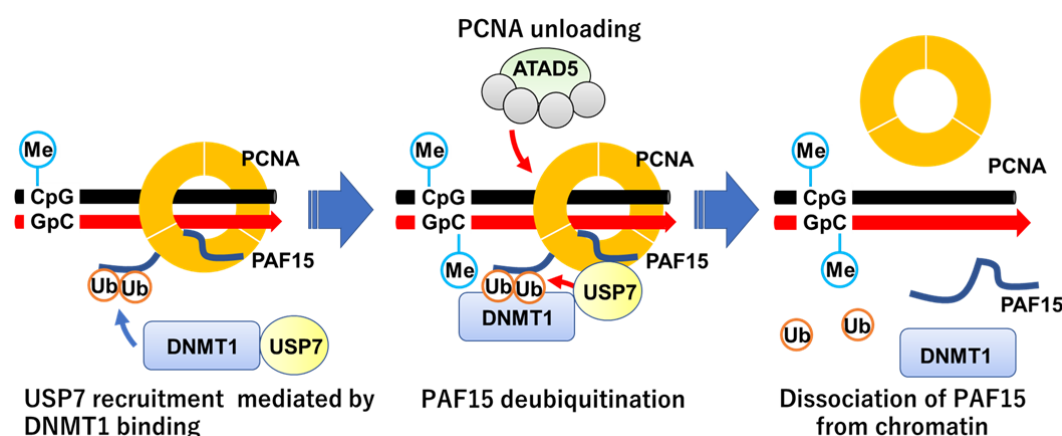 PCNA unloading
ATAD5
Me
PCNA
CpG
GpC
PAF15
Ub Ub
DNMT1 USP7
USP7 recruitment mediated by
DNMT1 binding
Me
PCNA
CpG
GpC
Me
PAF15
Ub Ub
USP7
DNMT1
PAF15 deubiquitination
PCNA
Me
CpG
GpC
Me
PAF15
Ub Ub
DNMT1
Dissociation of PAF15
from chromatin